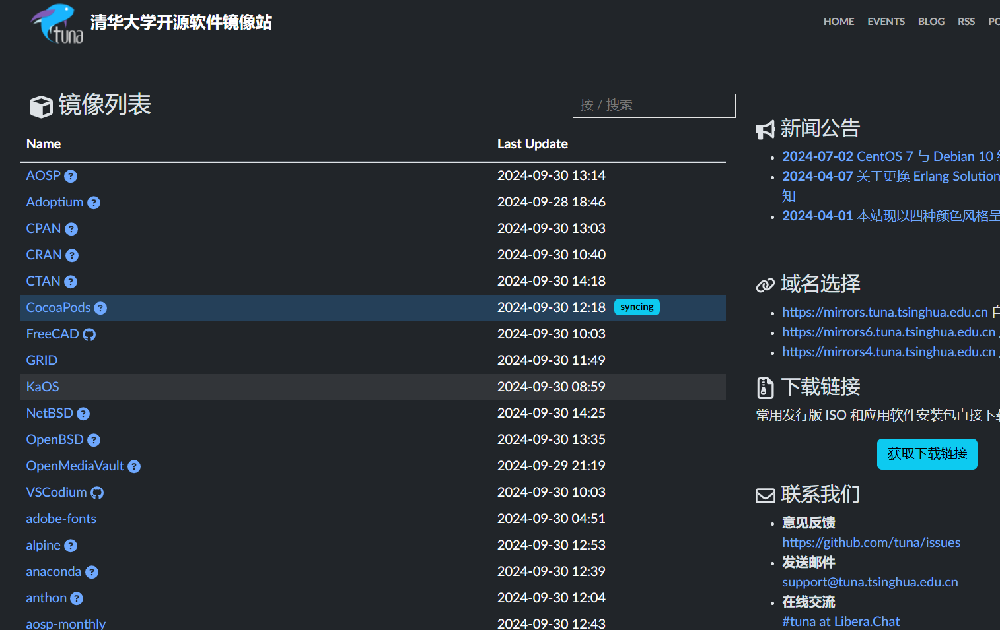 tuna
清华大学开源软件镜像站
HOME EVENTS BLOG RSS
镜像列表
按 / 搜索
Name Last Update
AOSP 2024-09-30 13:14
Adoptium 2024-09-28 18:46
CPAN 2024-09-30 13:03
CRAN 2024-09-30 10:40
CTAN 2024-09-30 14:18
CocoaPods 2024-09-30 12:18 syncing
FreeCAD 2024-09-30 10:03
GRID 2024-09-30 11:49
KaOS 2024-09-30 08:59
NetBSD 2024-09-30 14:25
OpenBSD 2024-09-30 13:35
OpenMediaVault 2024-09-29 21:19
VSCodium 2024-09-30 10:03
adobe-fonts 2024-09-30 04:51
alpine 2024-09-30 12:53
anaconda 2024-09-30 12:39
anthon 2024-09-30 12:04
aosp-monthly 2024-09-30 12:43
新闻公告
2024-07-02 CentOS 7 与 Debian 10
2024-04-07 关于更换 Erlang Solution
知
2024-04-01 本站现以四种颜色风格呈
域名选择
https://mirrors.tuna.tsinghua.edu.cn 自
https://mirrors6.tuna.tsinghua.edu.cn
https://mirrors4.tuna.tsinghua.edu.cn
下载链接
常用发行版 ISO 和应用软件安装包直接下载
获取下载链接
联系我们
意见反馈
https://github.com/tuna/issues
发送邮件
support@tuna.tsinghua.edu.cn
在线交流
#tuna at Libera.Chat